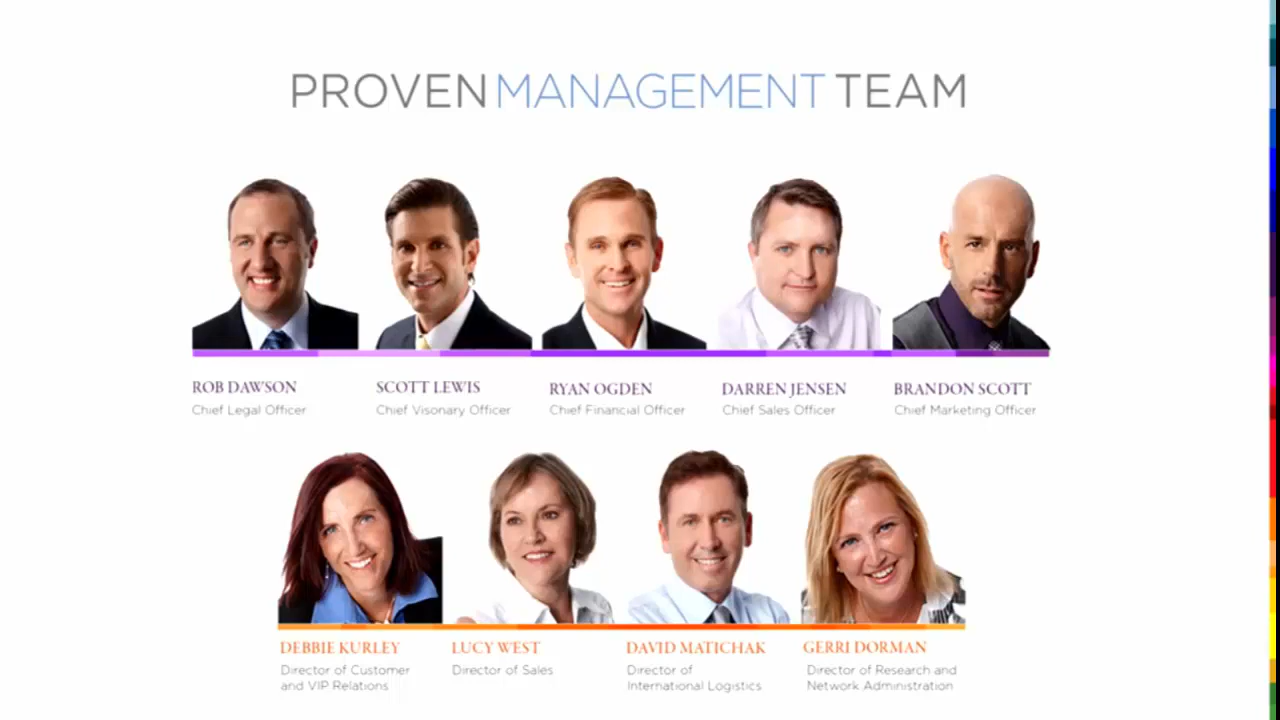 PROVEN MANAGEMENT TEAM
ROB DAWSON
Chief Legal Officer
SCOTT LEWIS
Chief Visonary Officer
RYAN OGDEN
Chief Financial Officer
DARREN JENSEN
Chief Sales Officer
BRANDON SCOTT
Chief Marketing Officer
DEBBIE KURLEY
Director of Customer
and VIP Relations
LUCY WEST
Director of Sales
DAVID MATICHAK
Director of
International Logistics
GERRI DORMAN
Director of Research and
Network Administration